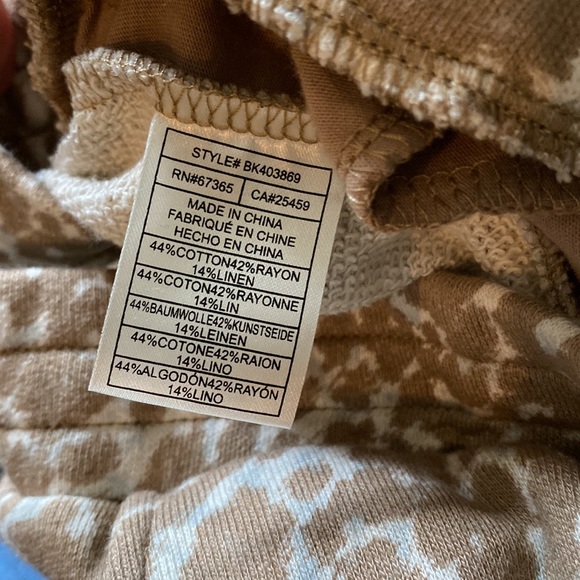 STYLE# BK403869
RN#67365 CA#25459
MADE IN CHINA
FABRIQUÉ EN CHINE
HECHO EN CHINA
44%COTTON42%RAYON
14%LINEN
44%COTON42%RAYONNE
14%LIN
44%BAUMWOLLE42%KUNSTSEIDE
14%LEINEN
44%COTONE42%RAION
14%LINO
44%ALGODÓN42%RAYÓN
14%LINO